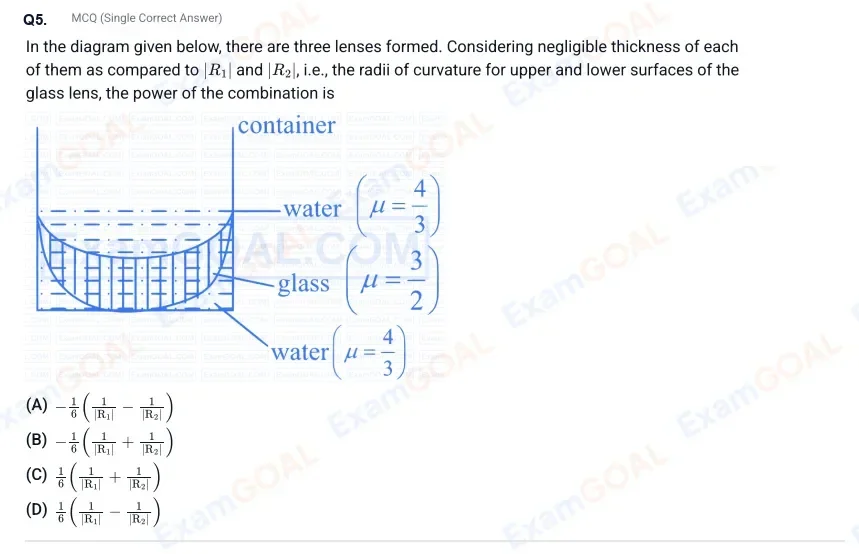 Q5. MCQ (Single Correct Answer)
In the diagram given below, there are three lenses formed. Considering negligible thickness of each
of them as compared to |R₁| and |R₂|, i.e., the radii of curvature for upper and lower surfaces of the
glass lens, the power of the combination is
container
water (μ = 4/3)
glass (μ = 3/2)
water (μ = 4/3)
(A) −1/6 (1/|R₁| − 1/|R₂|)
(B) −1/6 (1/|R₁| + 1/|R₂|)
(C) 1/6 (1/|R₁| + 1/|R₂|)
(D) 1/6 (1/|R₁| − 1/|R₂|)
ExamGOAL
ExamGOAL.COM